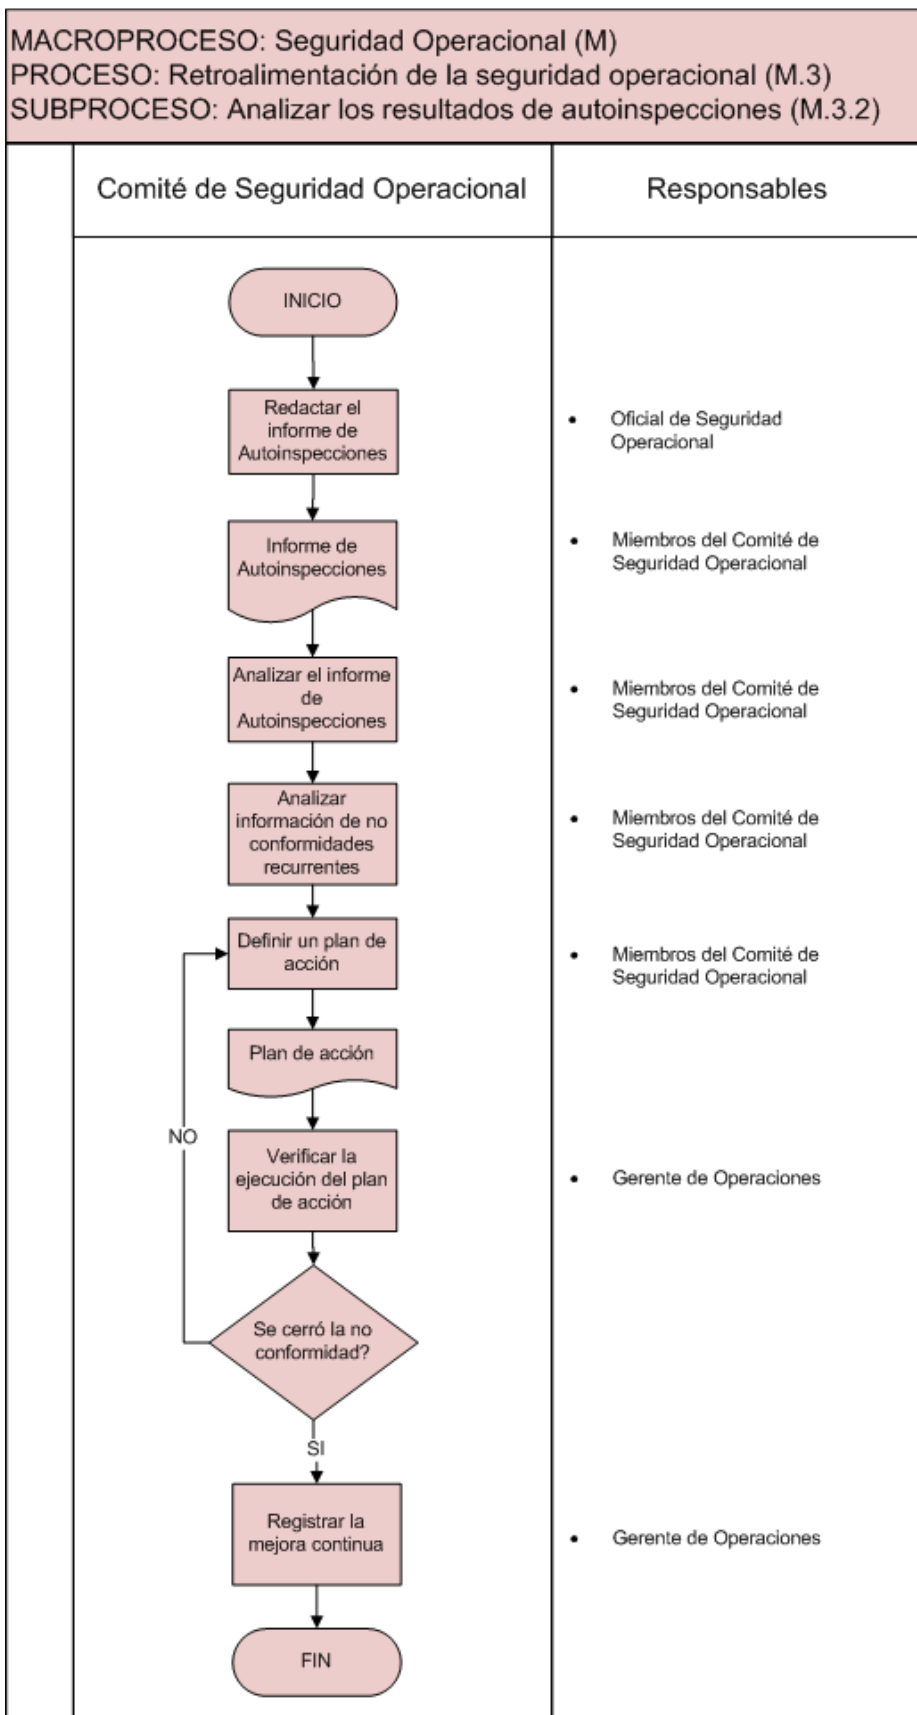 MACROPROCESO: Seguridad Operacional (M)
PROCESO: Retroalimentación de la seguridad operacional (M.3)
SUBPROCESO: Analizar los resultados de autoinspecciones (M.3.2)
Comité de Seguridad Operacional
Responsables
INICIO
Redactar el
informe de
Autoinspecciones
• Oficial de Seguridad
Operacional
Informe de
Autoinspecciones
• Miembros del Comité de
Seguridad Operacional
Analizar el informe
de
Autoinspecciones
• Miembros del Comité de
Seguridad Operacional
Analizar
información de no
conformidades
recurrentes
• Miembros del Comité de
Seguridad Operacional
Definir un plan de
acción
• Miembros del Comité de
Seguridad Operacional
Plan de acción
NO
Verificar la
ejecución del plan
de acción
• Gerente de Operaciones
Se cerró la no
conformidad?
SI
Registrar la
mejora continua
• Gerente de Operaciones
FIN